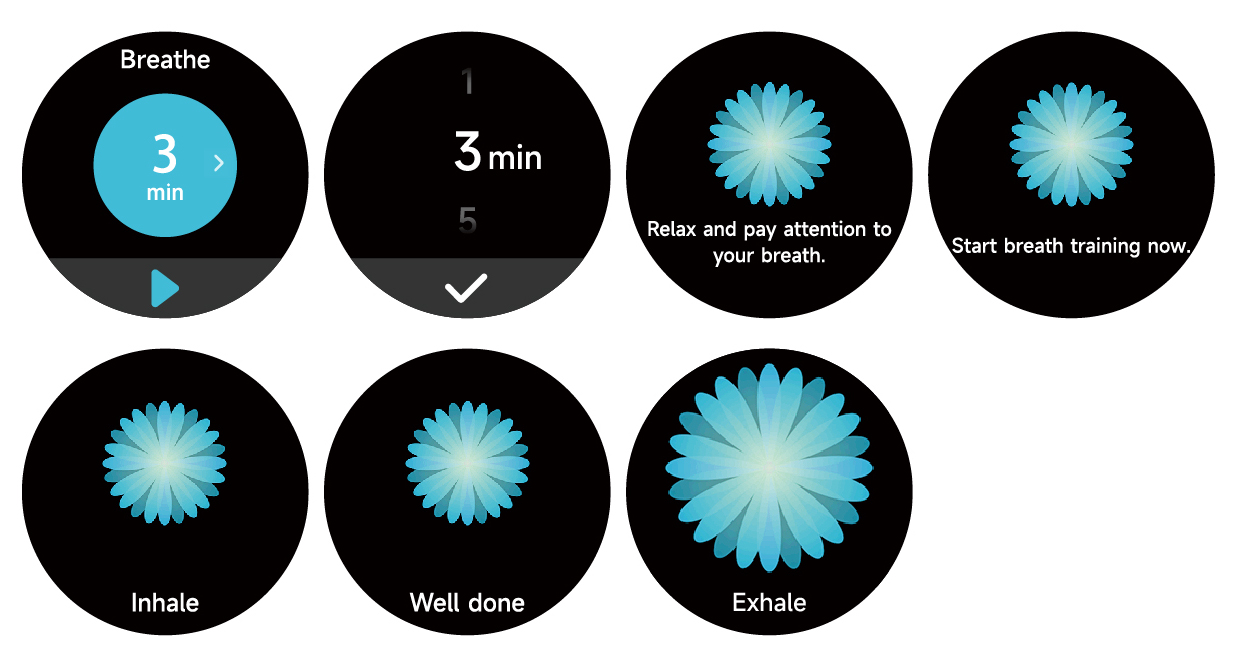 Breathe
3
min
1
3 min
5
Relax and pay attention to
your breath.
Start breath training now.
Inhale
Well done
Exhale